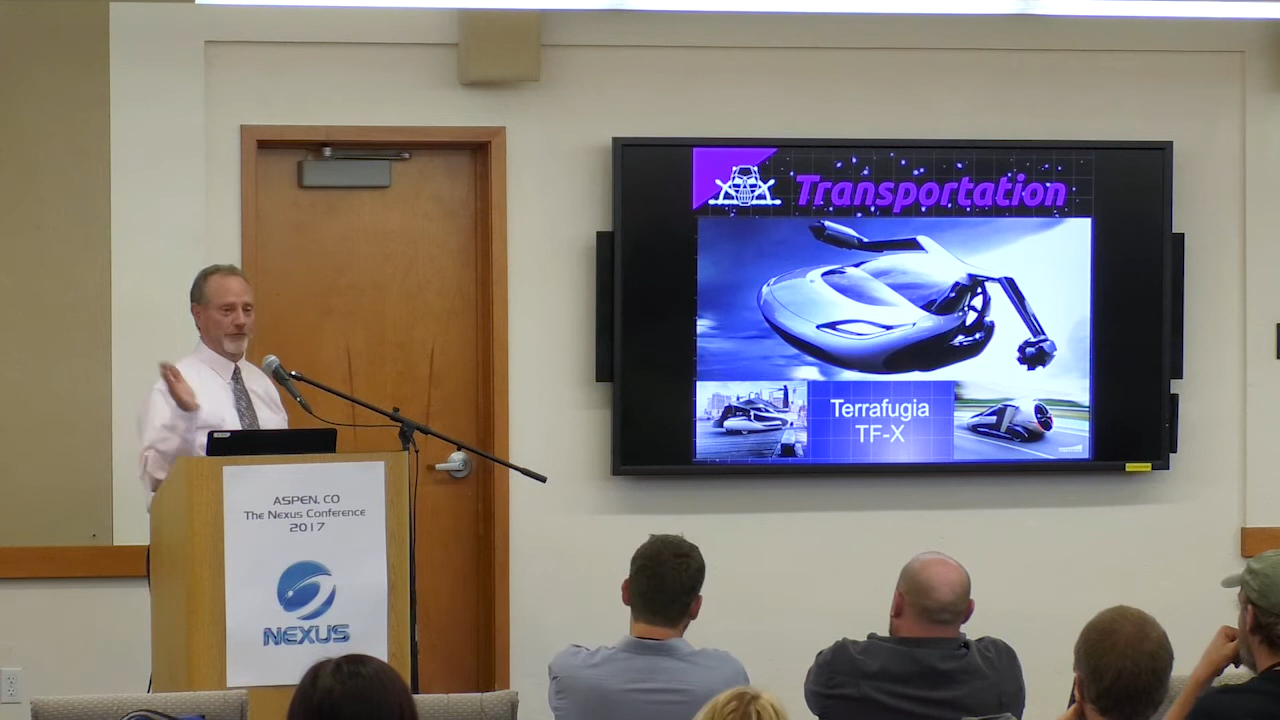 Transportation
Terrafugia
TF-X
ASPEN, CO
The Nexus Conference
2017
NEXUS